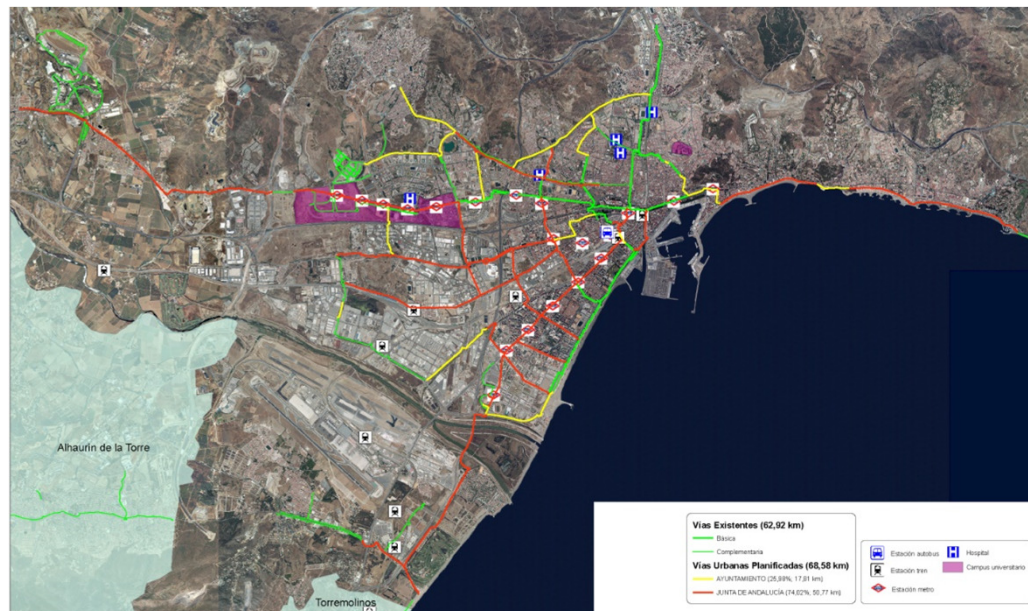 Alhaurín de la Torre
Torremolinos
Vías Existentes (62,92 km)
Básica
Complementaria
Vías Urbanas Planificadas (68,58 km)
AYUNTAMIENTO (25,98%, 17,81 km)
JUNTA DE ANDALUCÍA (74,02%, 50,77 km)
Estación autobus
Hospital
Estación tren
Campus universitario
Estación metro
H
H
H
H
H
H